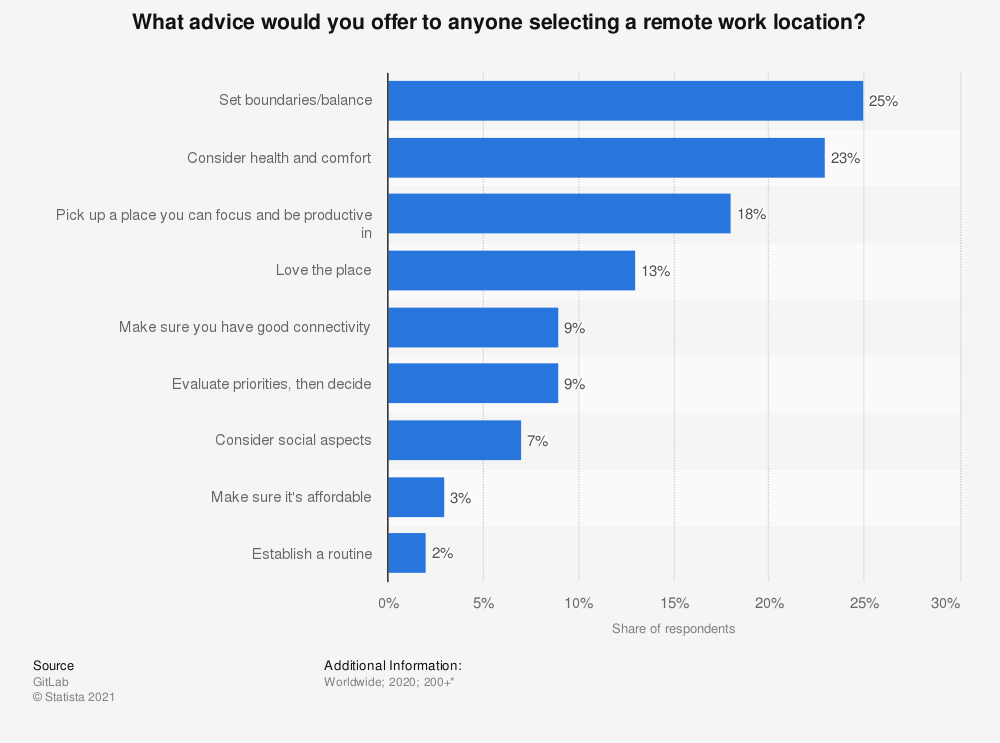 What advice would you offer to anyone selecting a remote work location?
Set boundaries/balance
25%
Consider health and comfort
23%
Pick up a place you can focus and be productive
in
18%
Love the place
13%
Make sure you have good connectivity
9%
Evaluate priorities, then decide
9%
Consider social aspects
7%
Make sure it's affordable
3%
Establish a routine
2%
0% 5% 10% 15% 20% 25% 30%
Share of respondents
Source
GitLab
© Statista 2021
Additional Information:
Worldwide; 2020; 200+*